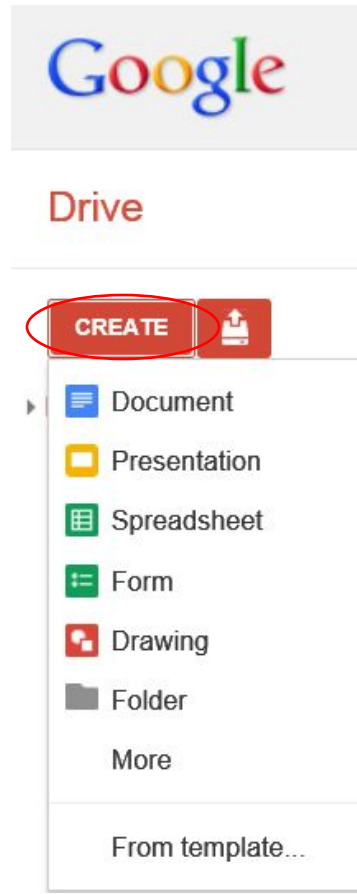 Google
Drive
CREATE
Document
Presentation
Spreadsheet
Form
Drawing
Folder
More
From template...